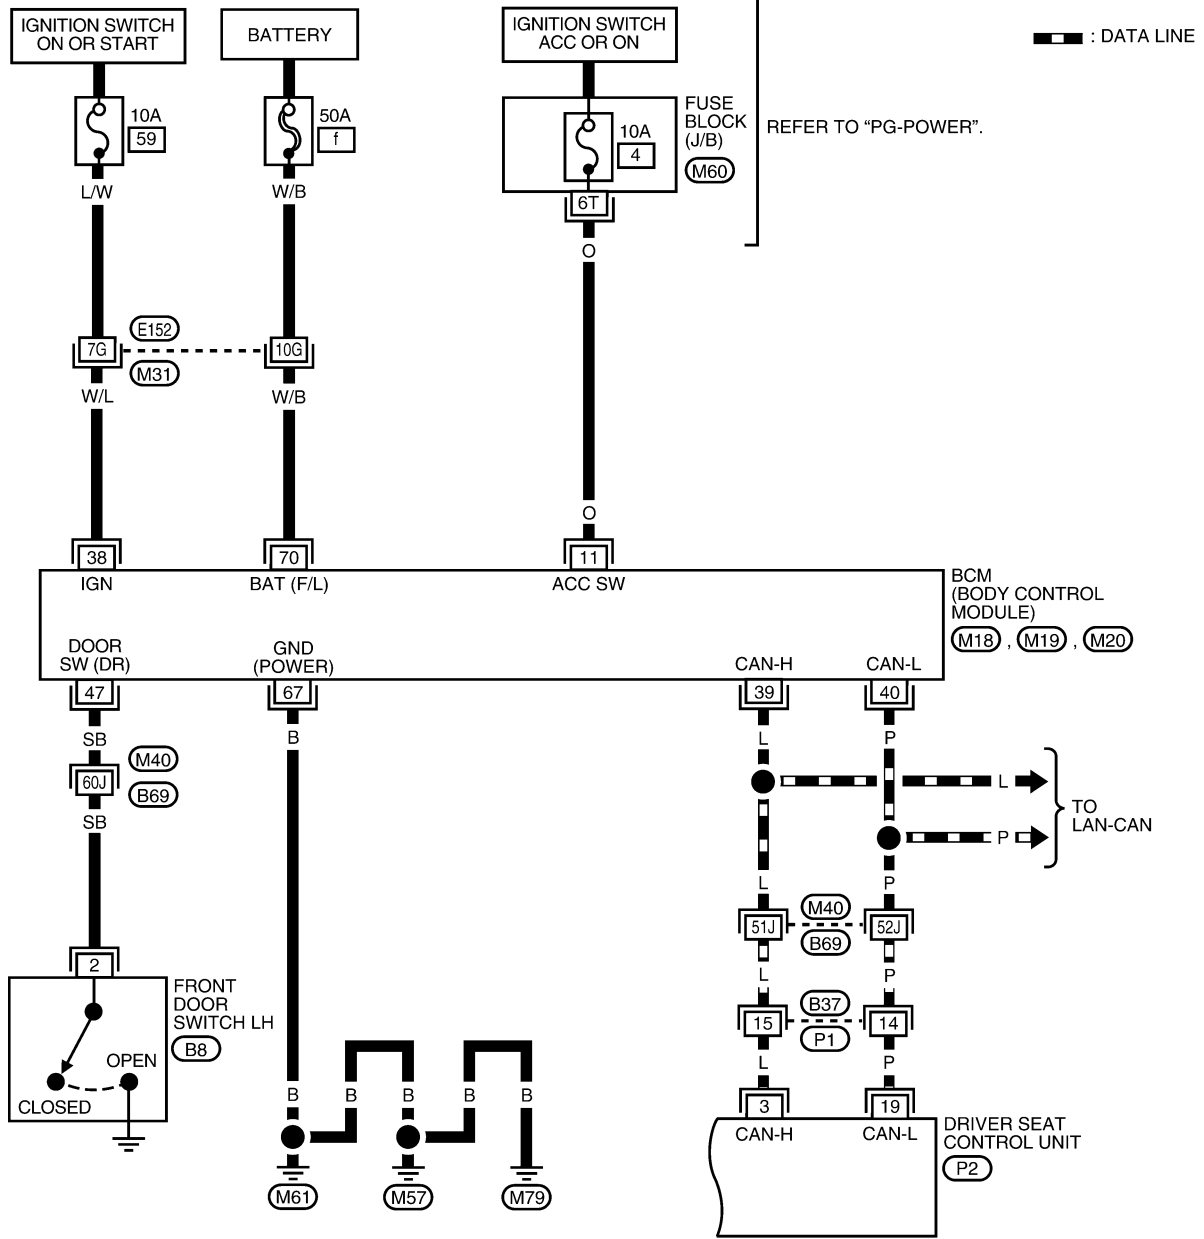 IGNITION SWITCH
ON OR START
BATTERY
IGNITION SWITCH
ACC OR ON
: DATA LINE
10A
59
50A
f
10A
4
FUSE
BLOCK
(J/B)
M60
REFER TO “PG-POWER”.
L/W
W/B
6T
O
E152
7G
10G
M31
W/L
W/B
O
38
70
11
IGN
BAT (F/L)
ACC SW
BCM
(BODY CONTROL
MODULE)
M18 , M19 , M20
DOOR
SW (DR)
GND
(POWER)
CAN-H
CAN-L
47
67
39
40
SB
B
L
P
M40
60J
B69
SB
L
P
TO
LAN-CAN
L
P
M40
51J
52J
B69
L
P
B37
15
14
P1
L
P
2
FRONT
DOOR
SWITCH LH
B8
OPEN
CLOSED
B
B
B
B
B
M61
M57
M79
3
19
CAN-H
CAN-L
DRIVER SEAT
CONTROL UNIT
P2